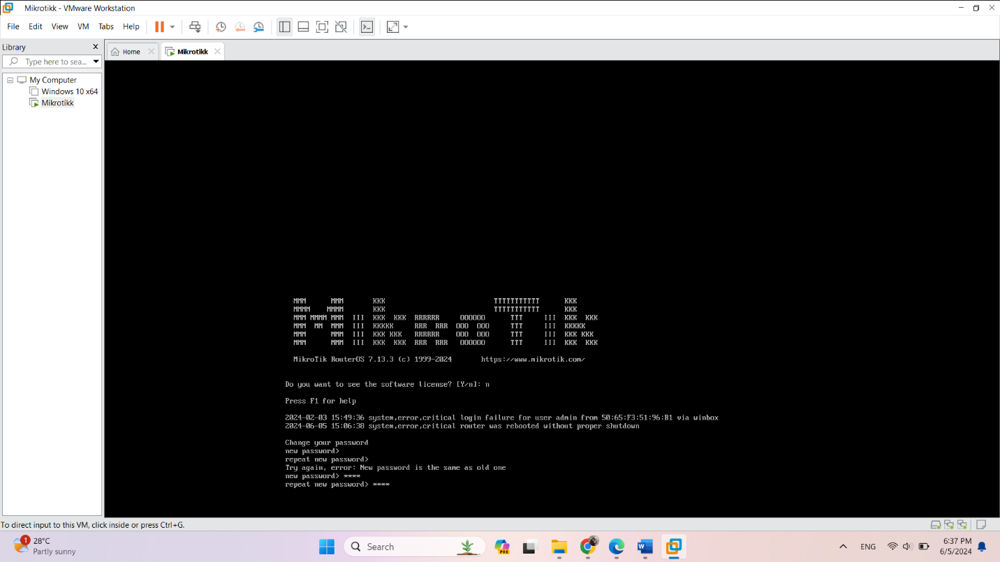 Mikrotikk - VMware Workstation
File Edit View VM Tabs Help
Library
Type here to sea...
Home
Mikrotikk
My Computer
Windows 10 x64
Mikrotikk
MMM      MMM       KKK                          TTTTTTTTTTT      KKK
MMMM    MMMM       KKK                          TTTTTTTTTTT      KKK
MMM MMMM MMM  III  KKK  KKK  RRRRRR     OOOOOO      TTT     III  KKK  KKK
MMM  MM  MMM  III  KKKKK     RRR  RRR  OOO  OOO     TTT     III  KKKKK
MMM      MMM  III  KKK KKK   RRRRRR    OOO  OOO     TTT     III  KKK KKK
MMM      MMM  III  KKK  KKK  RRR  RRR   OOOOOO      TTT     III  KKK  KKK
MikroTik RouterOS 7.13.3 (c) 1999-2024       https://www.mikrotik.com/
Do you want to see the software license? [Y/n]: n
Press F1 for help
2024-02-03 15:49:36 system,error,critical login failure for user admin from 50:65:F3:51:96:B1 via winbox
2024-06-05 15:06:38 system,error,critical router was rebooted without proper shutdown
Change your password
new password>
repeat new password>
Try again, error: New password is the same as old one
new password> ****
repeat new password> ****
To direct input to this VM, click inside or press Ctrl+G.
1
28°C
Partly sunny
Search
PRE
ENG
6:37 PM
6/5/2024